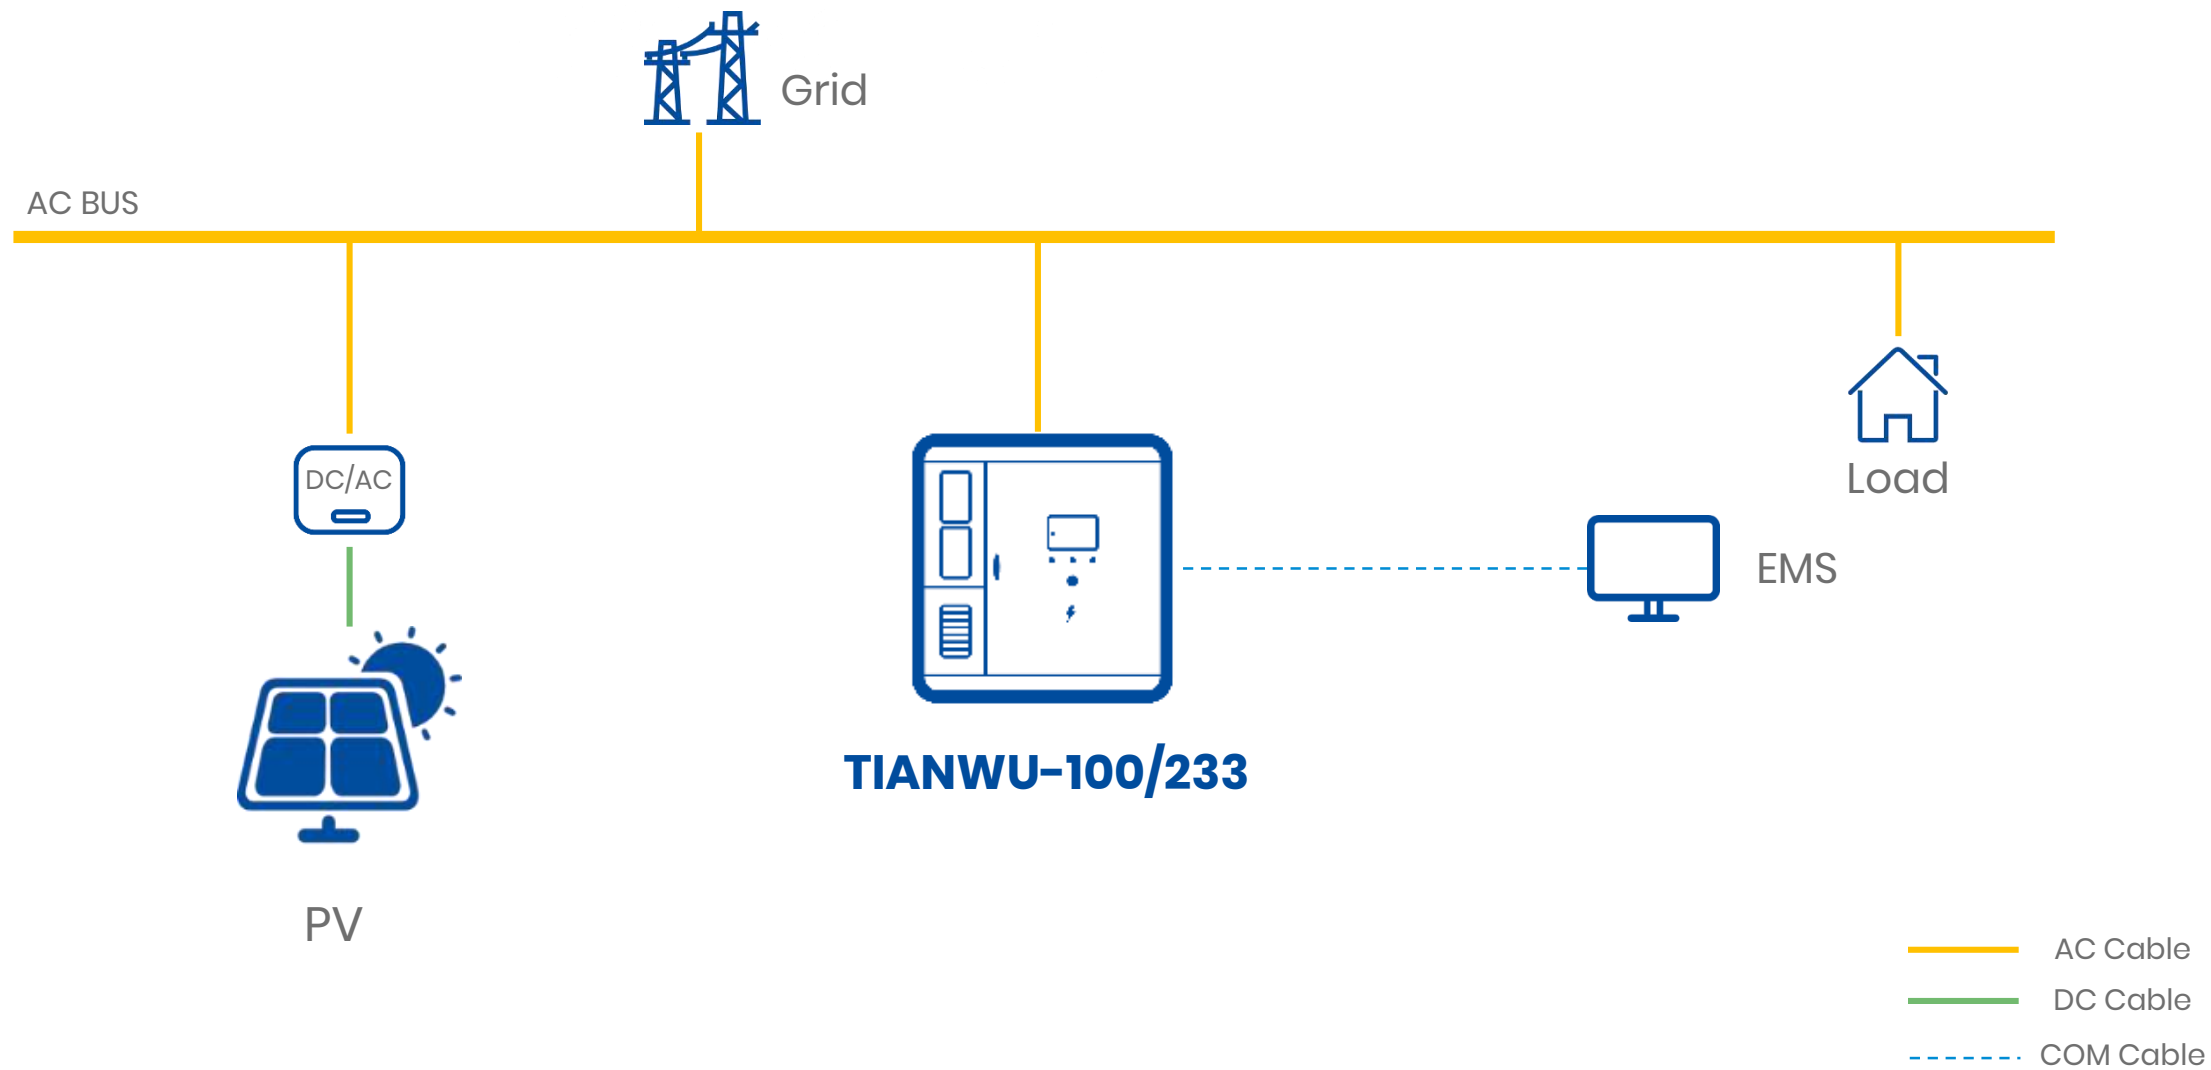 Grid
AC BUS
DC/AC
Load
EMS
TIANWU-100/233
PV
AC Cable
DC Cable
COM Cable